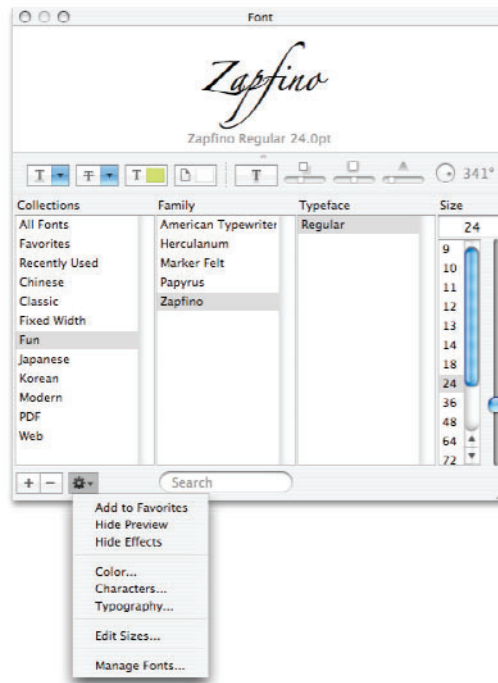 Font
Zapfino
Zapfino Regular 24.0pt
T T T T 341°
Collections Family Typeface Size
All Fonts American Typewriter Regular 24
Favorites Herculanum 9
Recently Used Marker Felt 10
Chinese Papyrus 11
Classic Zapfino 12
Fixed Width 13
Fun 14
Japanese 18
Korean 24
Modern 36
PDF 48
Web 64
72
Search
Add to Favorites
Hide Preview
Hide Effects
Color...
Characters...
Typography...
Edit Sizes...
Manage Fonts...